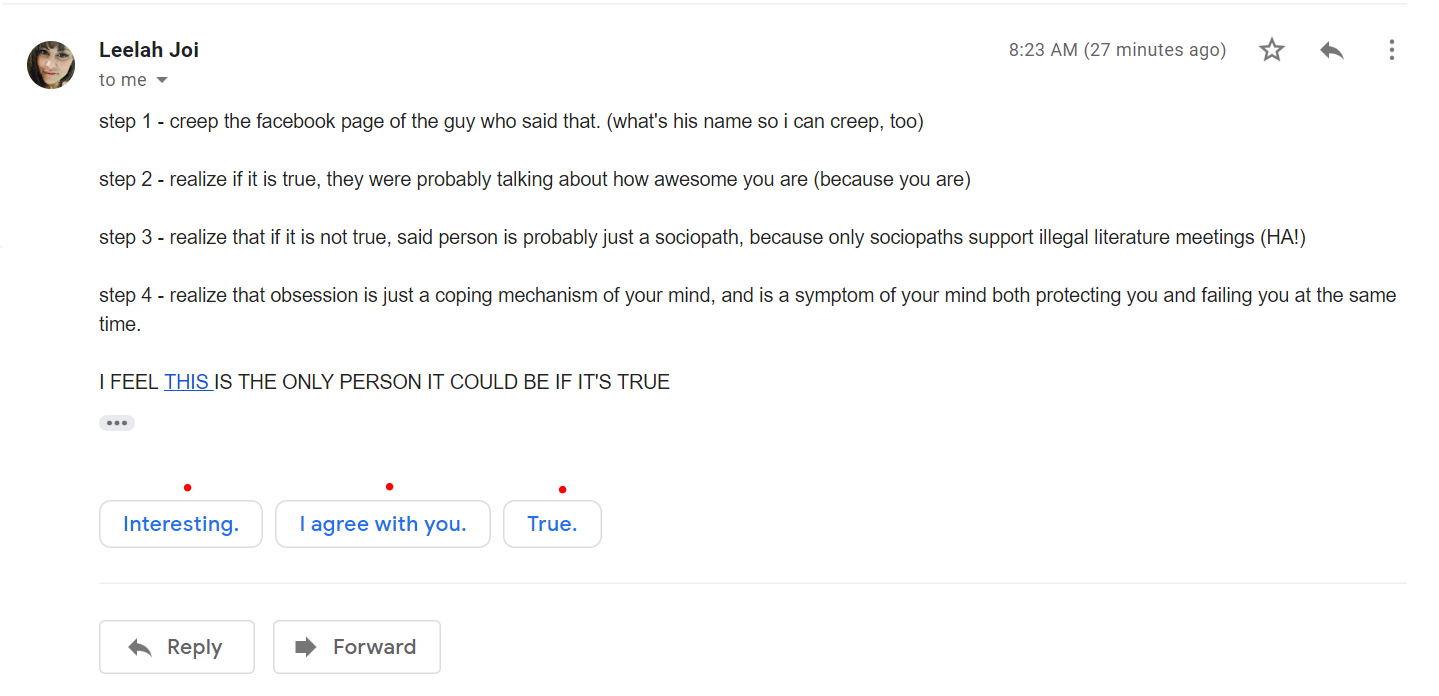 Leelah Joi
8:23 AM (27 minutes ago)
to me
step 1 - creep the facebook page of the guy who said that. (what's his name so i can creep, too)
step 2 - realize if it is true, they were probably talking about how awesome you are (because you are)
step 3 - realize that if it is not true, said person is probably just a sociopath, because only sociopaths support illegal literature meetings (HA!)
step 4 - realize that obsession is just a coping mechanism of your mind, and is a symptom of your mind both protecting you and failing you at the same
time.
I FEEL THIS IS THE ONLY PERSON IT COULD BE IF IT'S TRUE
Interesting.
I agree with you.
True.
Reply
Forward